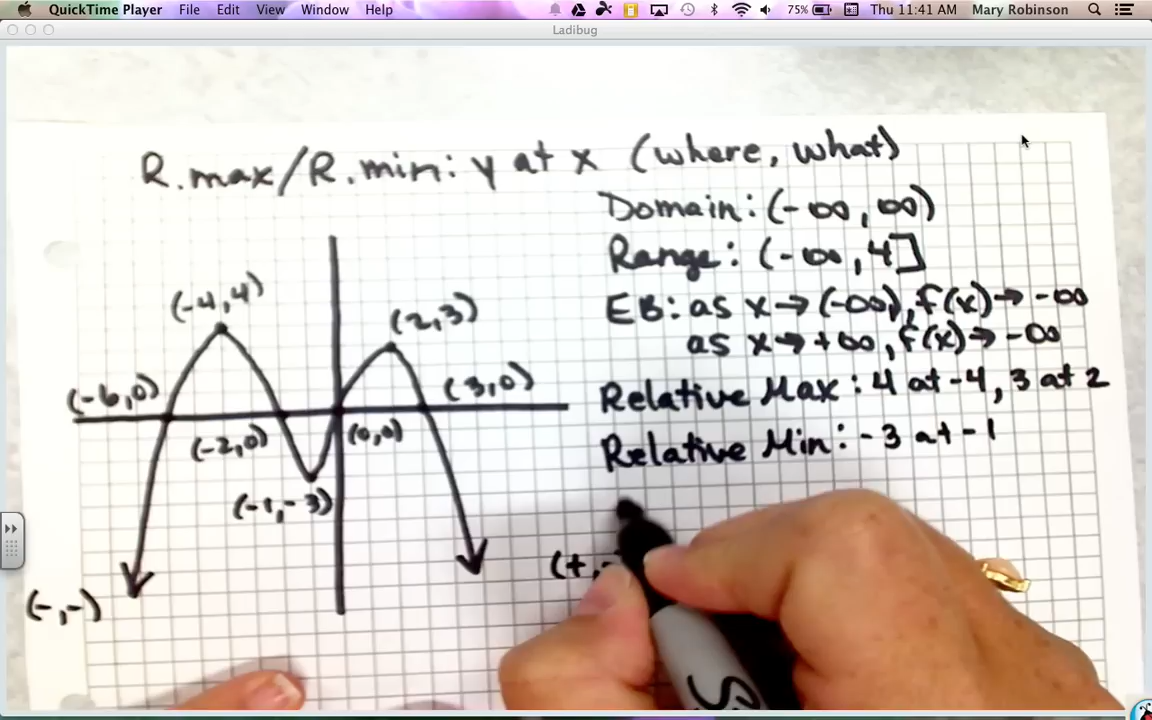 QuickTime Player File Edit View Window Help 75% Thu 11:41 AM Mary Robinson
Ladibug
R.max/R.min: y at x (where, what)
Domain: (-∞, ∞)
Range: (-∞, 4]
EB: as x→(-∞), f(x)→ -∞
as x→+∞, f(x)→ -∞
Relative Max: 4 at -4, 3 at 2
Relative Min: -3 at -1
(-4,4)
(2,3)
(-6,0)
(3,0)
(-2,0)
(0,0)
(-1,-3)
(+,-
(-,-)